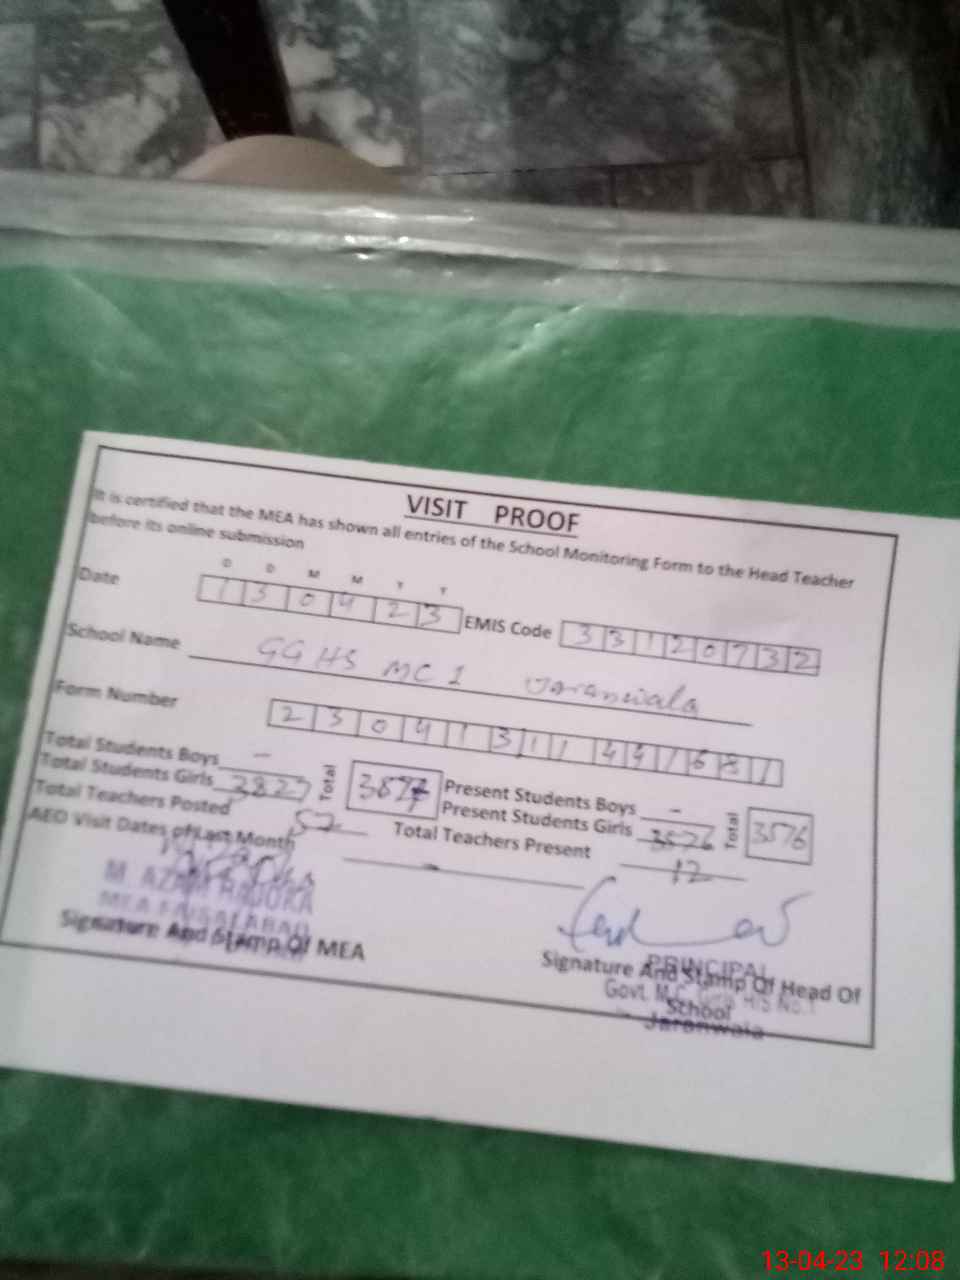 VISIT PROOF
It is certified that the MEA has shown all entries of the School Monitoring Form to the Head Teacher
before its online submission
D D M M Y Y
Date 1 3 0 4 2 3 EMIS Code 3 3 1 2 0 7 3 2
School Name GGHS MC 1 Jaranwala
Form Number 2 3 0 4 1 3 1 1 4 4 1 6 8 1
Total Students Boys - Total Present Students Boys - Total
Total Students Girls 3827 3827 Present Students Girls 3576 3576
Total Teachers Posted 52 Total Teachers Present 12
AEO Visit Dates of Last Month -
M. AZAM
MEA FAISALABAD
Signature And Stamp Of MEA
PRINCIPAL
Signature And Stamp Of Head Of
Govt. M.C. Girls H/S No.1
School
Jaranwala
13-04-23 12:08